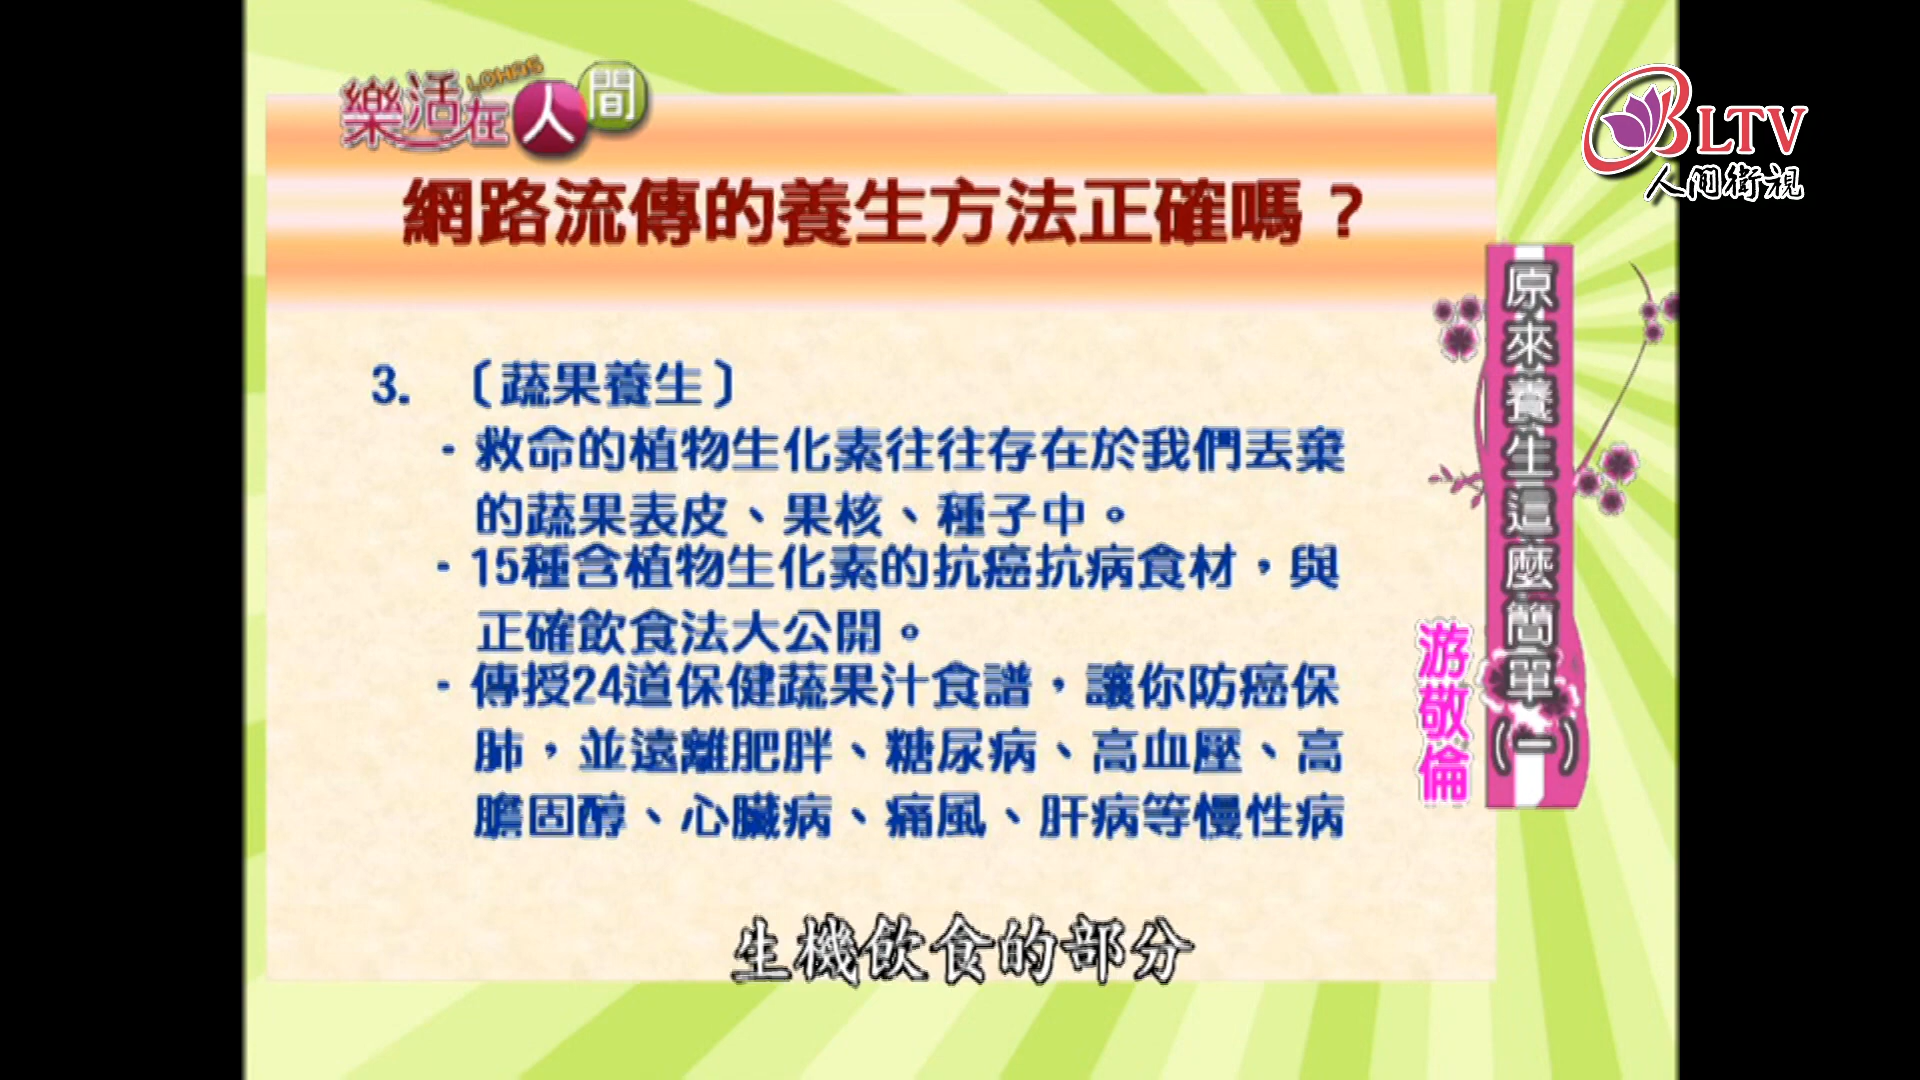 樂活在人間
LOHAS
BLTV
人間衛視
網路流傳的養生方法正確嗎？
3. 〔蔬果養生〕
- 救命的植物生化素往往存在於我們丟棄
的蔬果表皮、果核、種子中。
- 15種含植物生化素的抗癌抗病食材，與
正確飲食法大公開。
- 傳授24道保健蔬果汁食譜，讓你防癌保
肺，並遠離肥胖、糖尿病、高血壓、高
膽固醇、心臟病、痛風、肝病等慢性病
原來養生這麼簡單(一)
游敬倫
生機飲食的部分